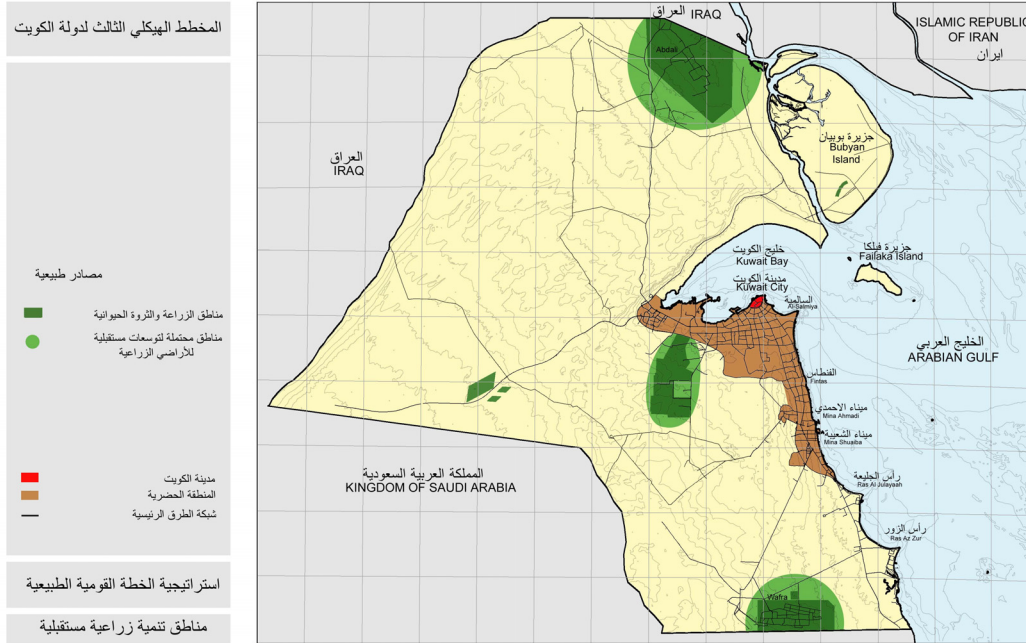 المخطط الهيكلي الثالث لدولة الكويت
مصادر طبيعية
مناطق الزراعة والثروة الحيوانية
مناطق محتملة لتوسعات مستقبلية
للأراضي الزراعية
مدينة الكويت
المنطقة الحضرية
شبكة الطرق الرئيسية
استراتيجية الخطة القومية الطبيعية
مناطق تنمية زراعية مستقبلية
العراق IRAQ
ISLAMIC REPUBLIC
OF IRAN
ايران
Abdali
جزيرة بوبيان
Bubyan
Island
العراق
IRAQ
خليج الكويت
Kuwait Bay
جزيرة فيلكا
Failaka Island
مدينة الكويت
Kuwait City
السالمية
Al-Salmiya
الخليج العربي
ARABIAN GULF
الفنطاس
Fintas
ميناء الاحمدي
Mina Ahmadi
ميناء الشعيبة
Mina Shuaiba
المملكة العربية السعودية
KINGDOM OF SAUDI ARABIA
رأس الجليعة
Ras Al Julayaah
رأس الزور
Ras Az Zur
Wafra